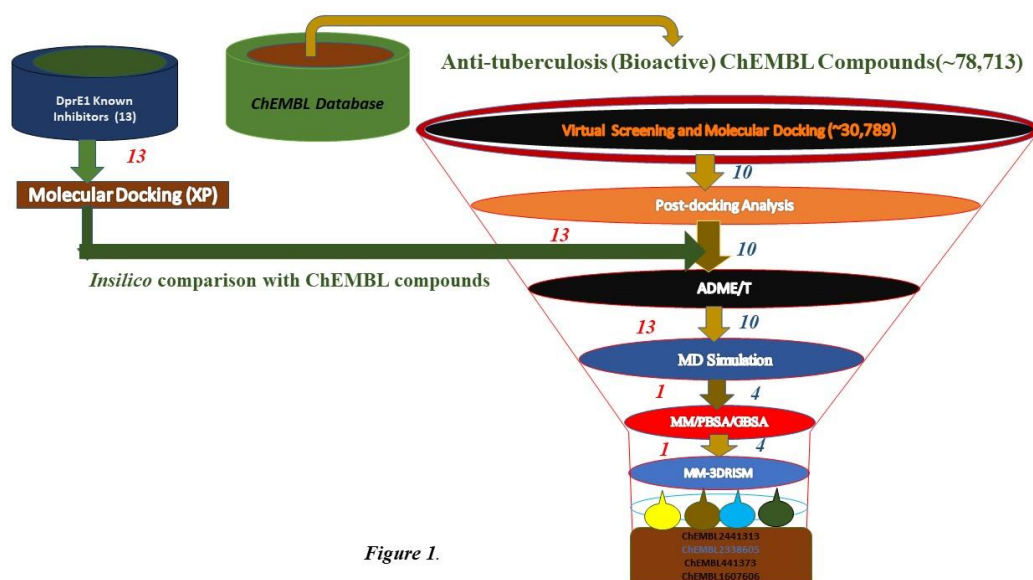 Anti-tuberculosis (Bioactive) ChEMBL Compounds(~78,713)
DprE1 Known
Inhibitors (13)
ChEMBL Database
Virtual Screening and Molecular Docking (~30,789)
13
10
Molecular Docking (XP)
Post-docking Analysis
13
10
Insilico comparison with ChEMBL compounds
ADME/T
13
10
MD Simulation
1
4
MM/PBSA/GBSA
1
4
MM-3DRISM
ChEMBL2441313
ChEMBL2338605
ChEMBL441373
ChEMBL1607606
Figure 1.